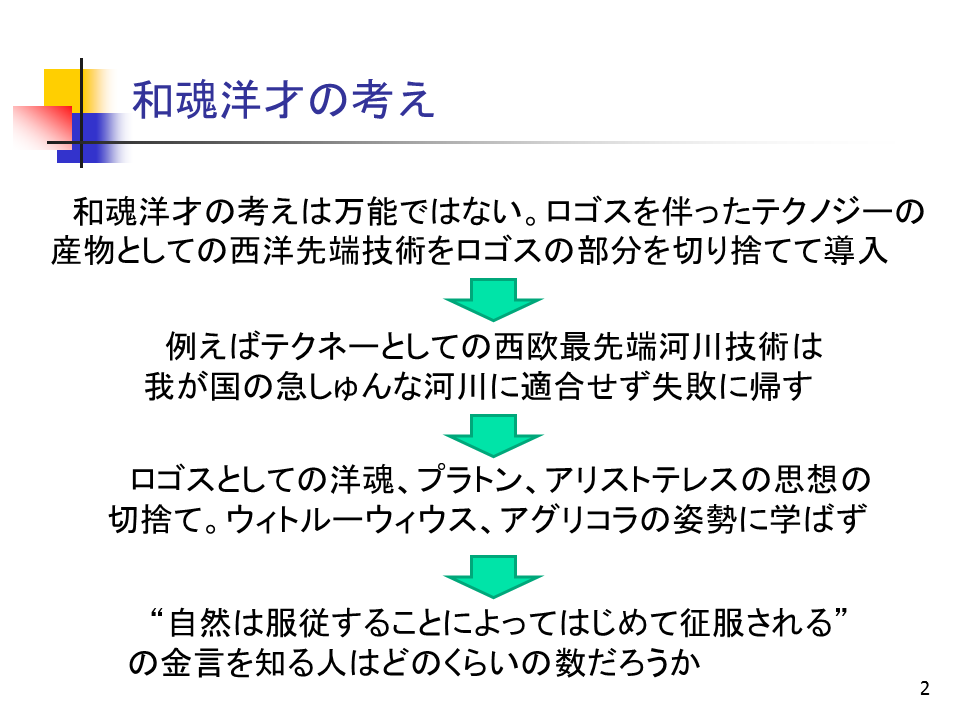 和魂洋才の考え
和魂洋才の考えは万能ではない。ロゴスを伴ったテクノジーの
産物としての西洋先端技術をロゴスの部分を切り捨てて導入
例えばテクネーとしての西欧最先端河川技術は
我が国の急しゅんな河川に適合せず失敗に帰す
ロゴスとしての洋魂、プラトン、アリストテレスの思想の
切捨て。ウィトルーウィウス、アグリコラの姿勢に学ばず
“自然は服従することによってはじめて征服される”
の金言を知る人はどのくらいの数だろうか
2